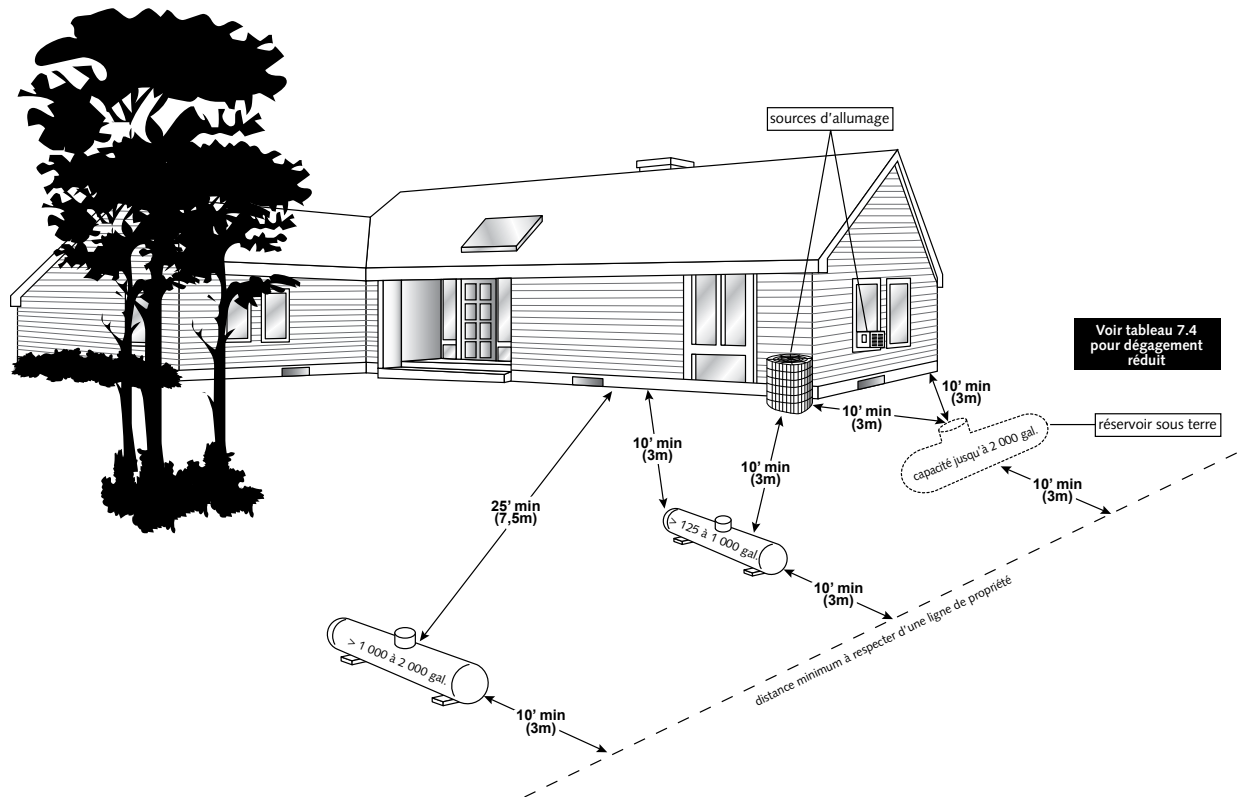 sources d'allumage
Voir tableau 7.4
pour dégagement
réduit
10' min
(3m)
10' min
(3m)
réservoir sous terre
capacité jusqu'à 2 000 gal.
10' min
(3m)
10' min
(3m)
10' min
(3m)
25' min
(7,5m)
> 125 à 1 000 gal.
10' min
(3m)
distance minimum à respecter d'une ligne de propriété
> 1 000 à 2 000 gal.
10' min
(3m)